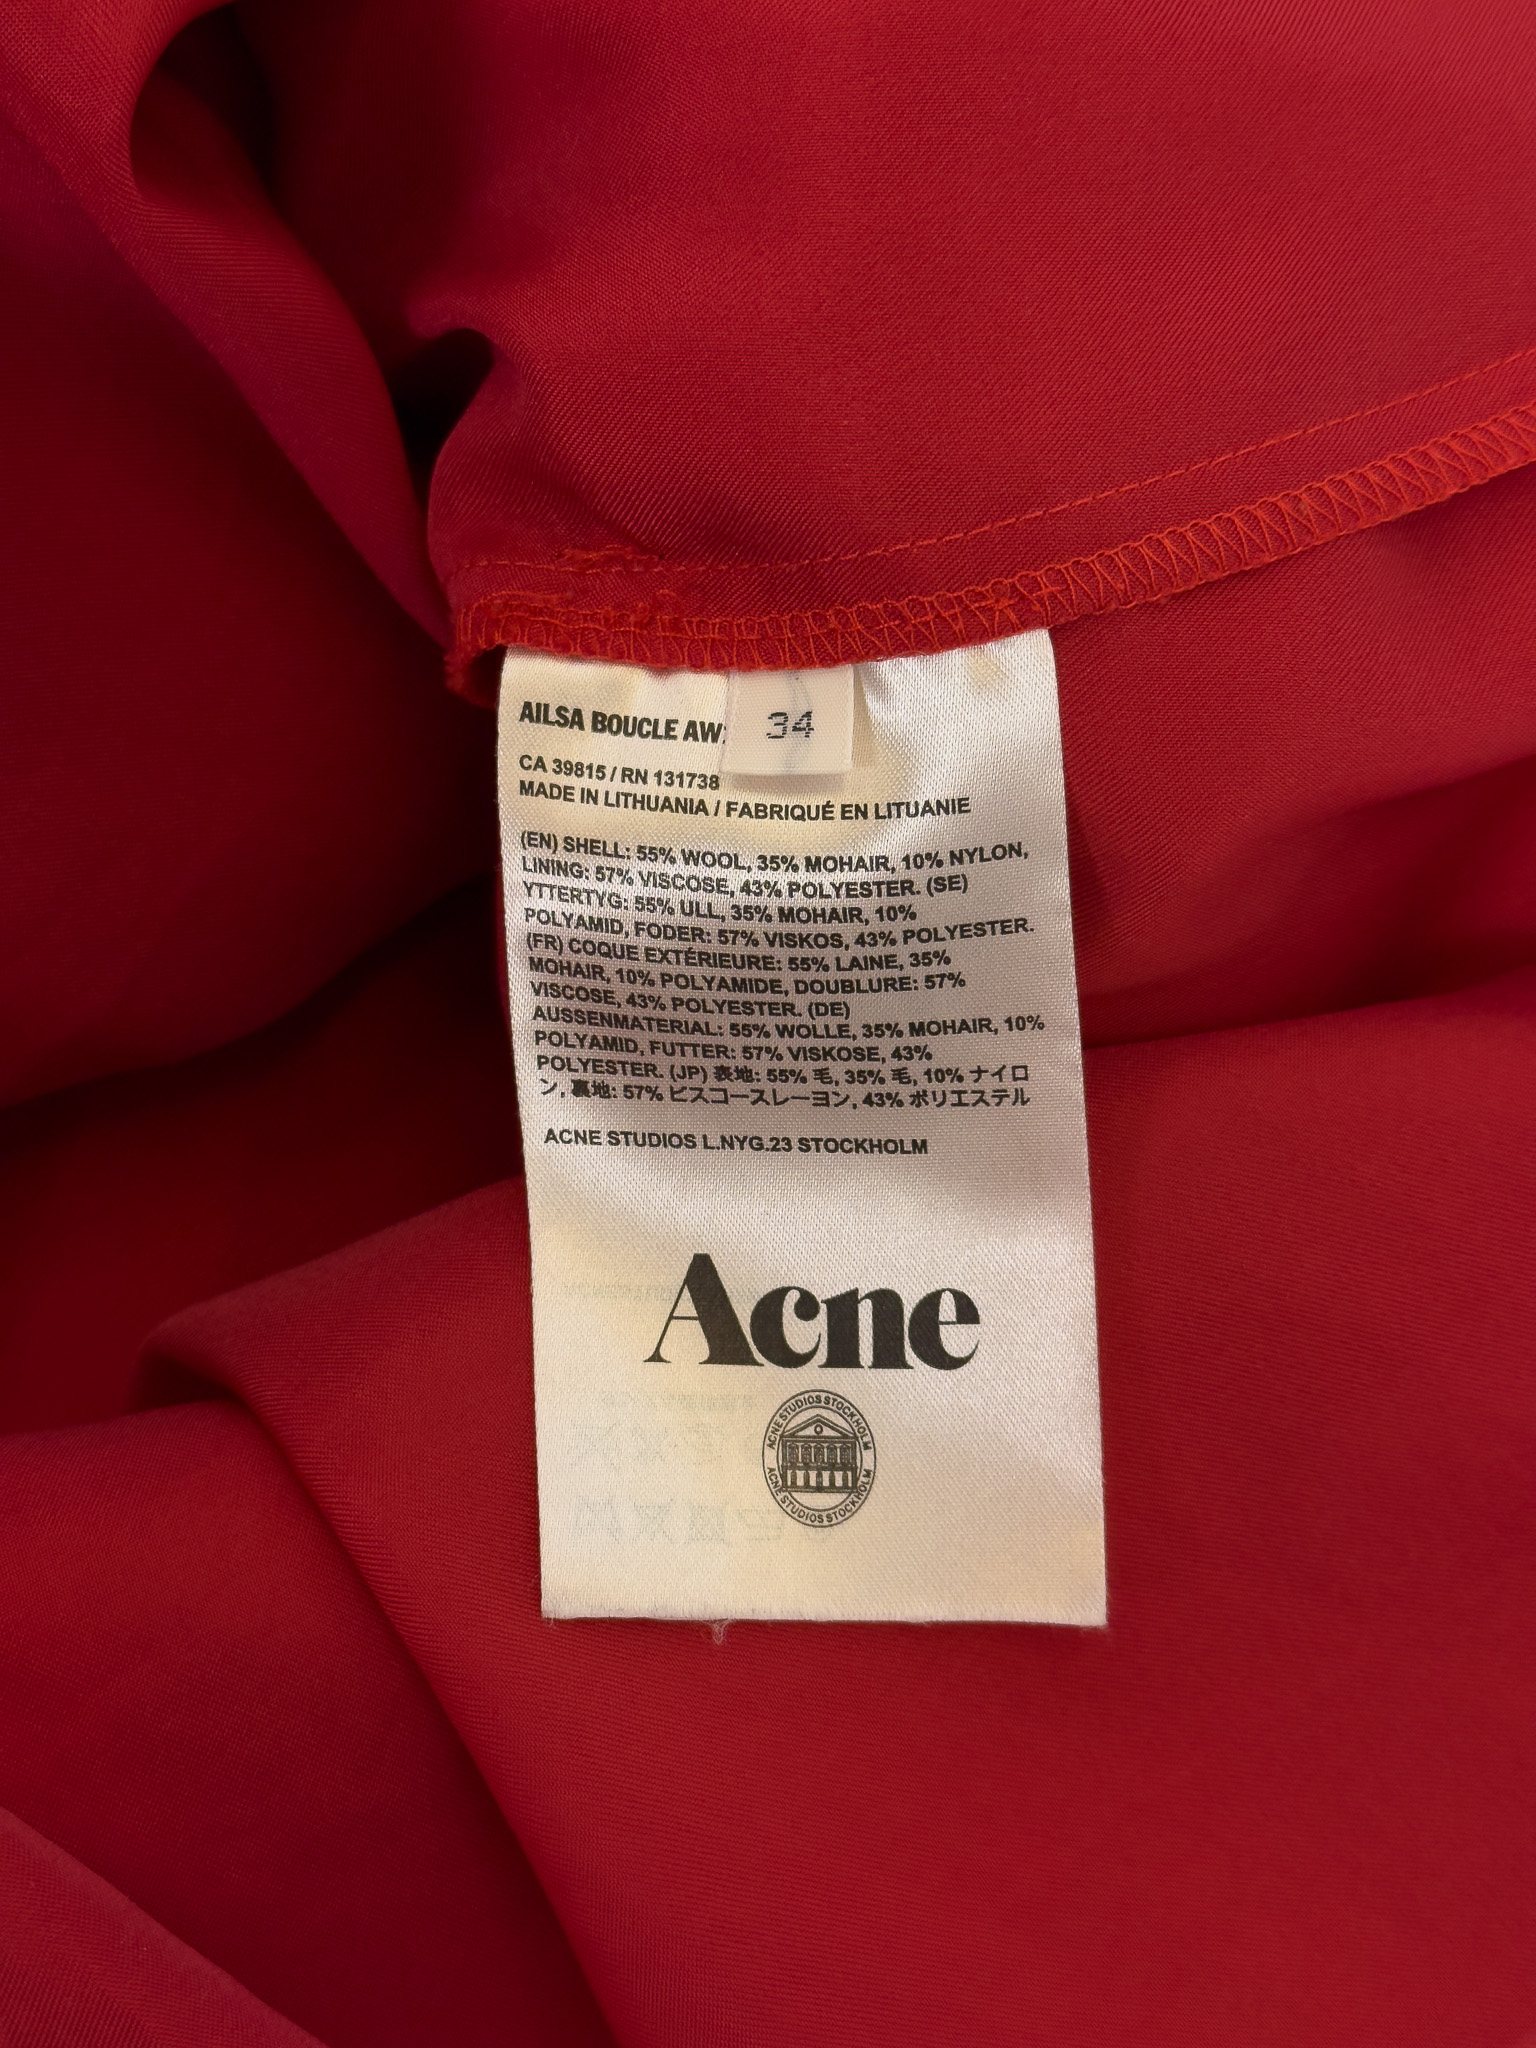 AILSA BOUCLE AW
34
CA 39815 / RN 131738
MADE IN LITHUANIA / FABRIQUÉ EN LITUANIE
(EN) SHELL: 55% WOOL, 35% MOHAIR, 10% NYLON,
LINING: 57% VISCOSE, 43% POLYESTER. (SE)
YTTERTYG: 55% ULL, 35% MOHAIR, 10%
POLYAMID, FODER: 57% VISKOS, 43% POLYESTER.
(FR) COQUE EXTÉRIEURE: 55% LAINE, 35%
MOHAIR, 10% POLYAMIDE, DOUBLURE: 57%
VISCOSE, 43% POLYESTER. (DE)
AUSSENMATERIAL: 55% WOLLE, 35% MOHAIR, 10%
POLYAMID, FUTTER: 57% VISKOSE, 43%
POLYESTER. (JP) 表地: 55% 毛, 35% 毛, 10% ナイロ
ン, 裏地: 57% ビスコースレーヨン, 43% ポリエステル
ACNE STUDIOS L.NYG.23 STOCKHOLM
Acne
ACNE STUDIOS STOCKHOLM
ACNE STUDIOS STOCKHOLM